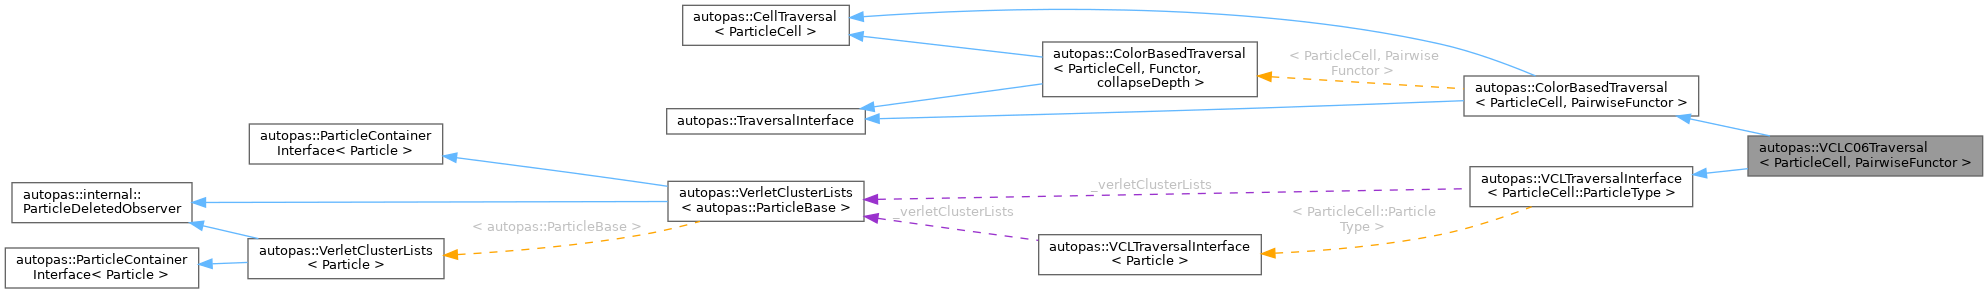 autopas::CellTraversal
< ParticleCell >
autopas::ColorBasedTraversal
< ParticleCell, Functor,
collapseDepth >
< ParticleCell, Pairwise
Functor >
autopas::ColorBasedTraversal
< ParticleCell, PairwiseFunctor >
autopas::TraversalInterface
autopas::ParticleContainer
Interface< Particle >
autopas::VCLC06Traversal
< ParticleCell, PairwiseFunctor >
autopas::internal::
ParticleDeletedObserver
autopas::VerletClusterLists
< autopas::ParticleBase >
_verletClusterLists
autopas::VCLTraversalInterface
< ParticleCell::ParticleType >
_verletClusterLists
< ParticleCell::Particle
Type >
< autopas::ParticleBase >
autopas::ParticleContainer
Interface< Particle >
autopas::VerletClusterLists
< Particle >
autopas::VCLTraversalInterface
< Particle >